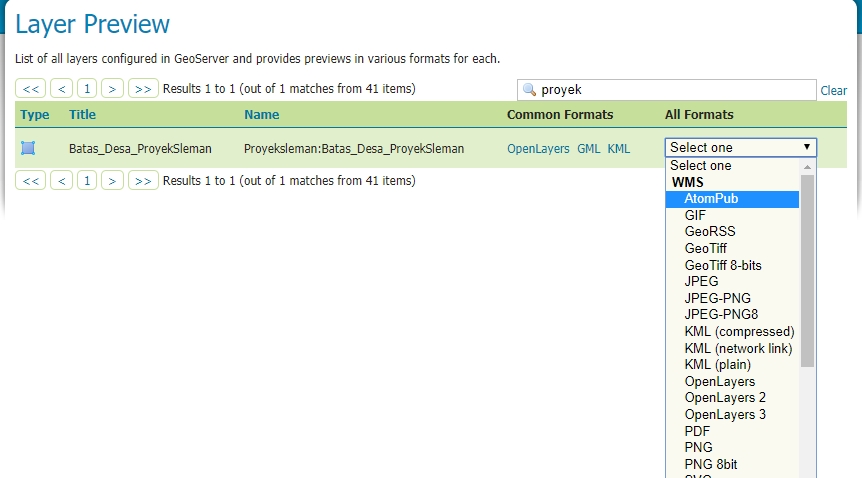 Layer Preview
List of all layers configured in GeoServer and provides previews in various formats for each.
<< < 1 > >> Results 1 to 1 (out of 1 matches from 41 items) proyek Clear
Type Title Name Common Formats All Formats
Batas_Desa_ProyekSleman Proyeksleman:Batas_Desa_ProyekSleman OpenLayers GML KML Select one
<< < 1 > >> Results 1 to 1 (out of 1 matches from 41 items)
Select one
WMS
AtomPub
GIF
GeoRSS
GeoTiff
GeoTiff 8-bits
JPEG
JPEG-PNG
JPEG-PNG8
KML (compressed)
KML (network link)
KML (plain)
OpenLayers
OpenLayers 2
OpenLayers 3
PDF
PNG
PNG 8bit